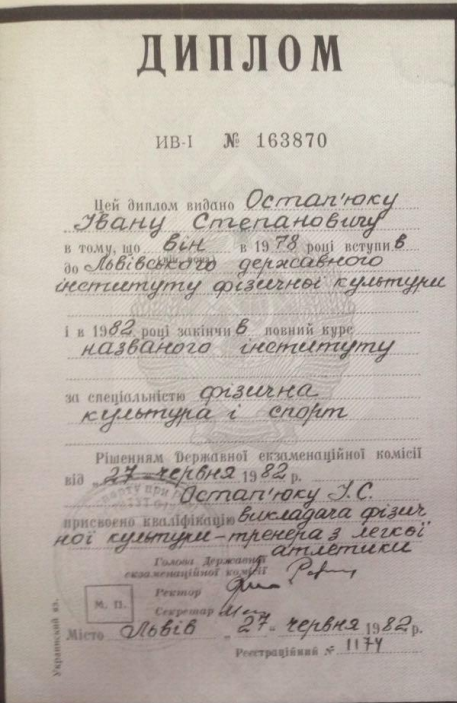 ДИПЛОМ
ИВ-I № 163870
Цей диплом видано Остап'юку
Івану Степановичу
в тому, що він в 1978 році вступив
до Львівского державного
інституту фізичної культури
і в 1982 році закінчив повний курс
названого інституту
за спеціальністю фізична
культура і спорт
Рішенням Державної екзаменаційної комісії
від „27" червня 1982 р.
Остап'юку І.С.
присвоєно кваліфікацію викладача фізич
ної культури-тренера з легкої
атлетики
Голова Державної
екзаменаційної комісії
Ректор
М. П.
Секретар
Місто Львів „27" червня 1982 р.
Реєстраційний № 1174
Украинский яз.